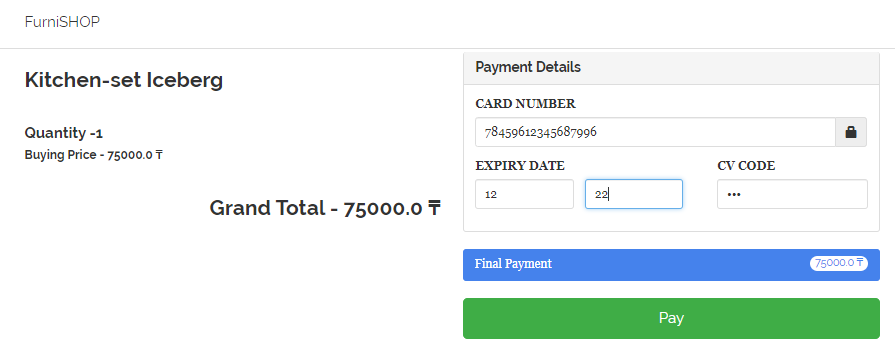 FurniSHOP
Kitchen-set Iceberg
Quantity -1
Buying Price - 75000.0 ₸
Grand Total - 75000.0 ₸
Payment Details
CARD NUMBER
78459612345687996
EXPIRY DATE
CV CODE
12
22
•••
Final Payment
75000.0 ₸
Pay